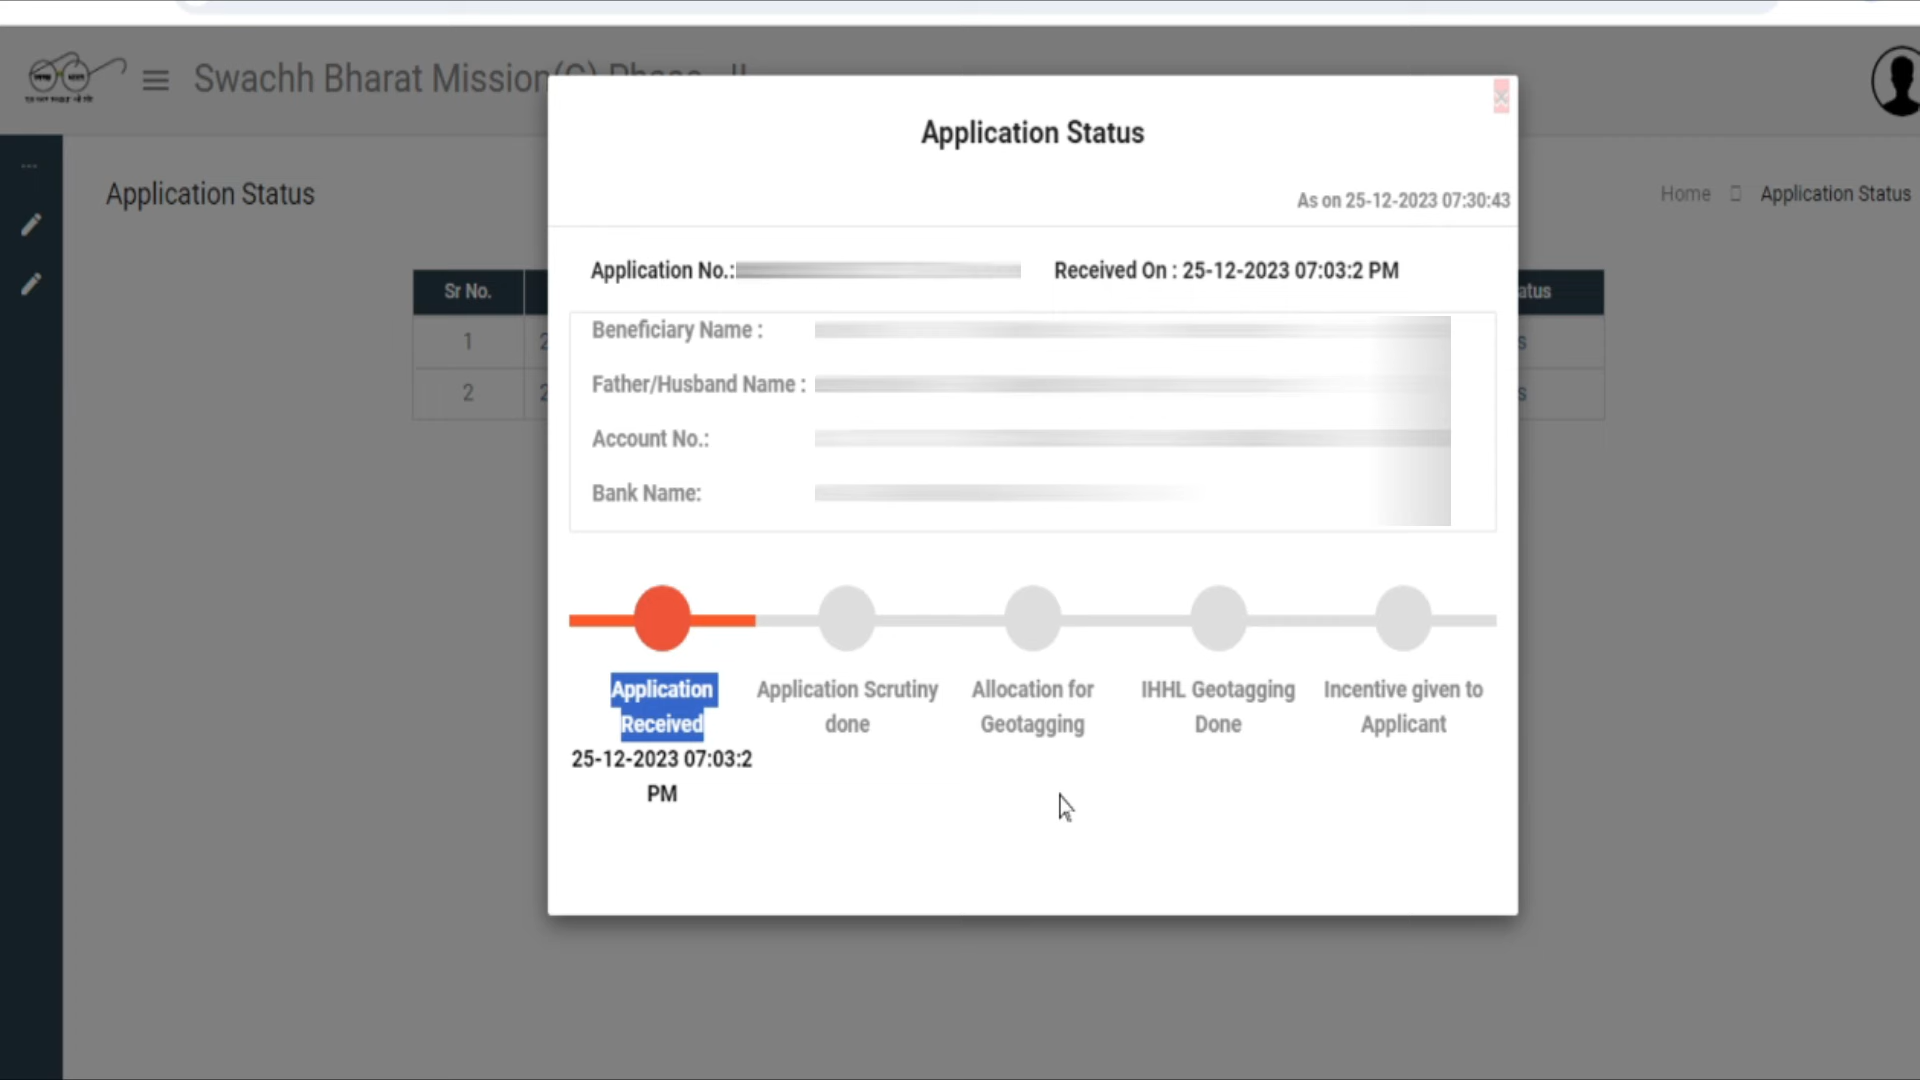 Swachh Bharat Mission
Application Status
Home
Application Status
Sr No.
atus
1
2
s
2
2
s
Application Status
As on 25-12-2023 07:30:43
Application No.:
Received On : 25-12-2023 07:03:2 PM
Beneficiary Name :
Father/Husband Name :
Account No.:
Bank Name:
Application
Received
25-12-2023 07:03:2
PM
Application Scrutiny
done
Allocation for
Geotagging
IHHL Geotagging
Done
Incentive given to
Applicant